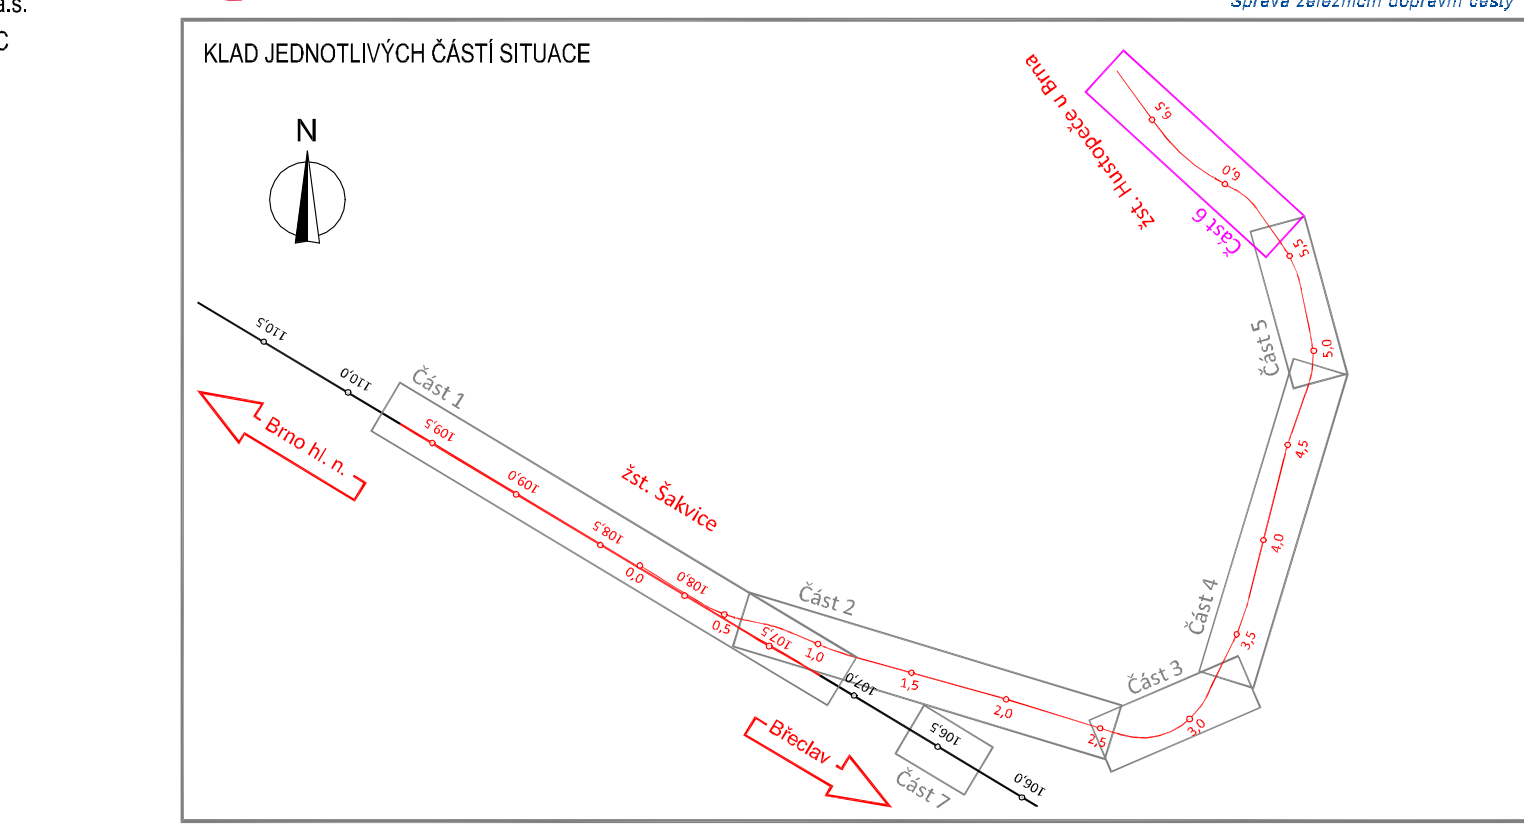 a.s.
Správa železniční dopravní cesty
KLAD JEDNOTLIVÝCH ČÁSTÍ SITUACE
N
žst. Hustopeče u Brna
6,5
6,0
Část 6
5,5
Část 5
5,0
110,5
110,0
Část 1
Brno hl. n.
109,5
109,0
žst. Šakvice
108,5
0,0
108,0
0,5
107,5
1,0
Část 2
107,0
1,5
2,0
2,5
Část 3
3,0
3,5
Část 4
4,0
4,5
Břeclav
106,5
Část 7
106,0